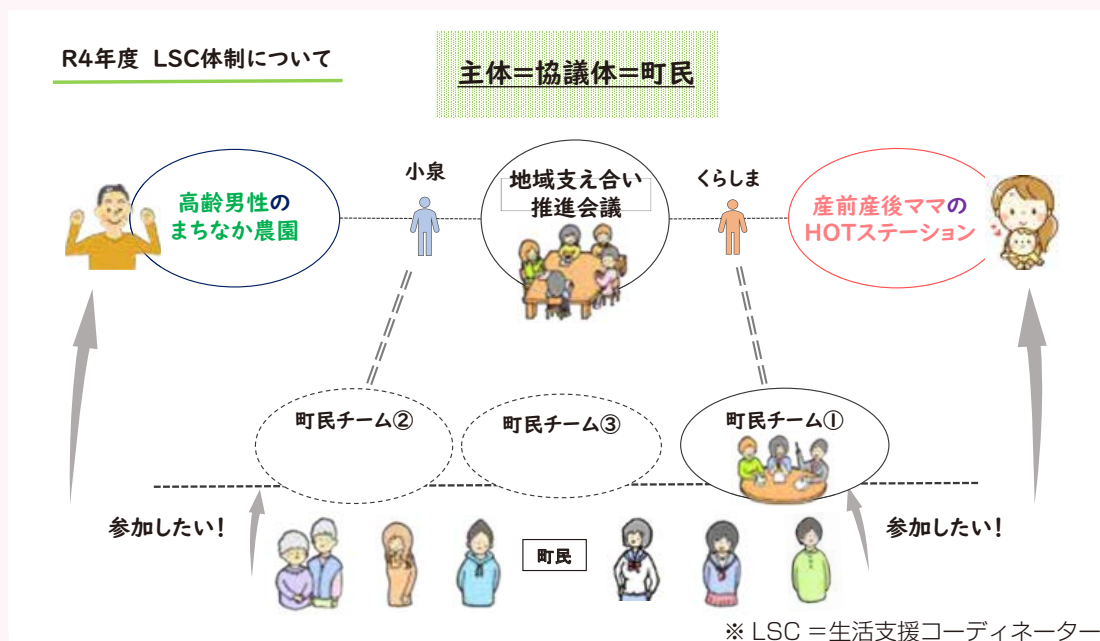 R4年度 LSC体制について
主体=協議体=町民
小泉
くらしま
高齢男性の
まちなか農園
地域支え合い
推進会議
産前産後ママの
HOTステーション
町民チーム②
町民チーム③
町民チーム①
参加したい!
参加したい!
町民
※ LSC =生活支援コーディネーター